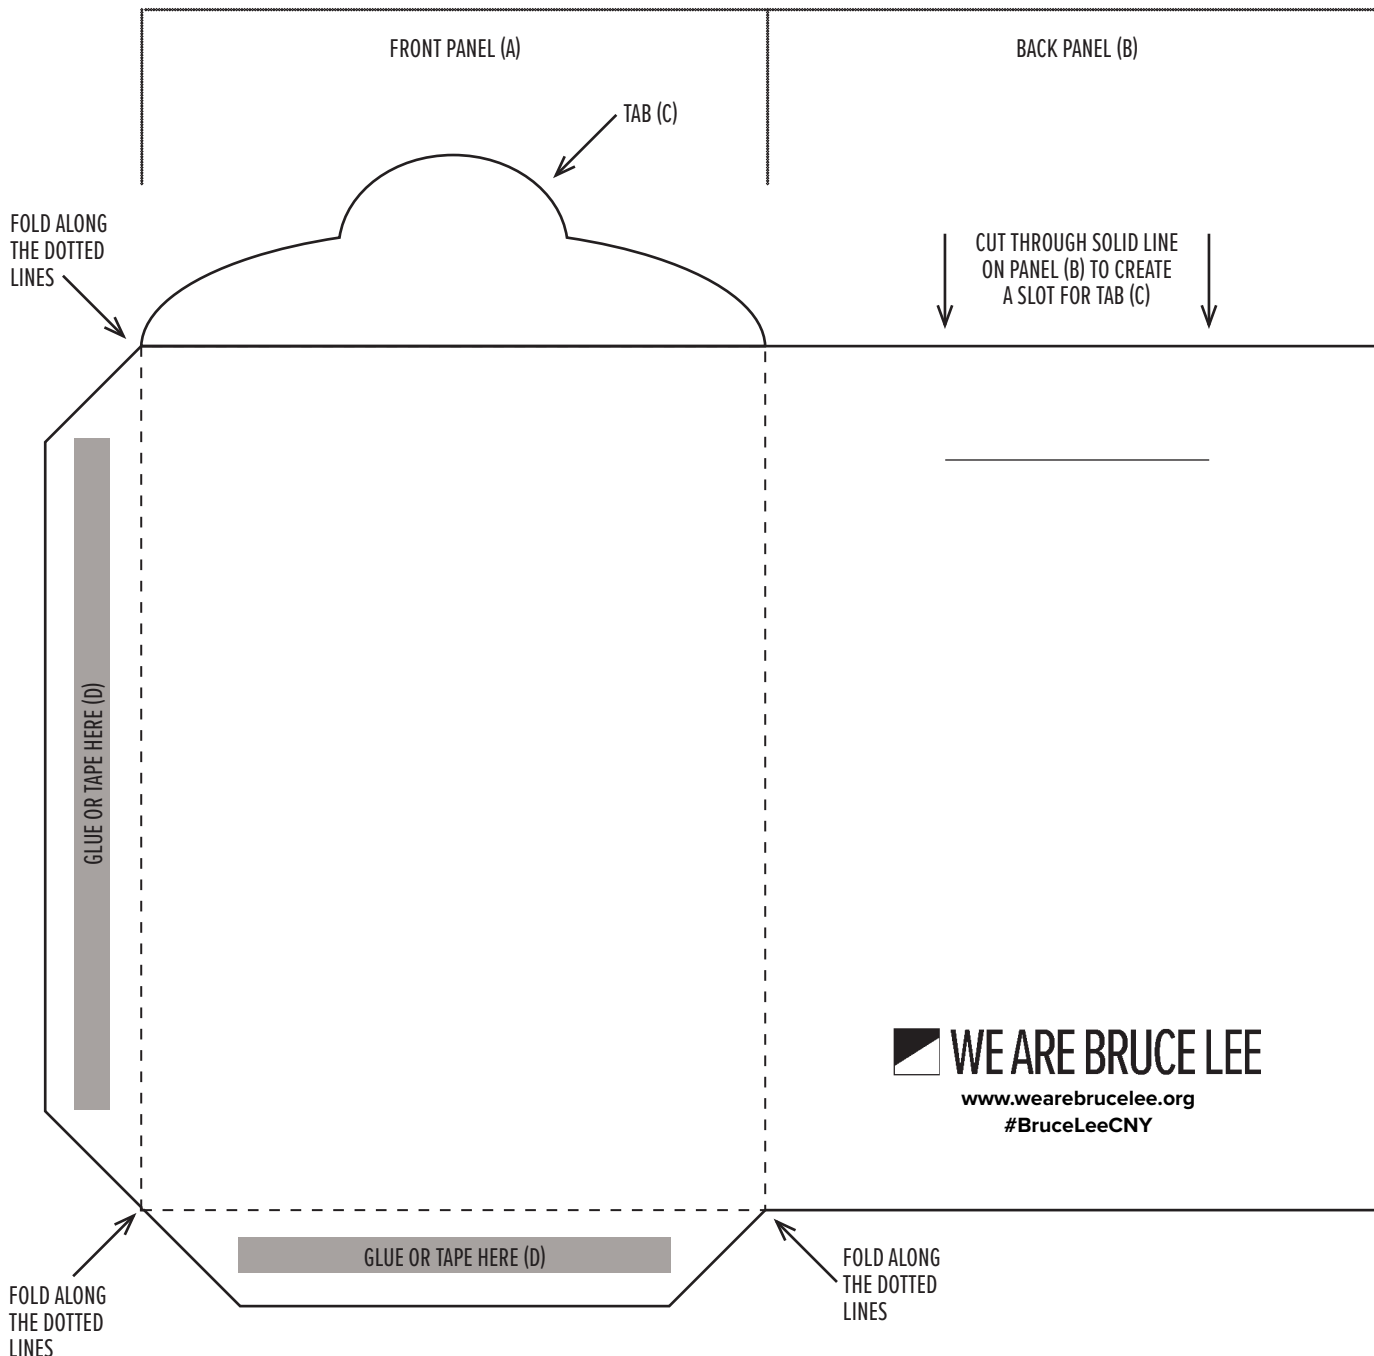 FRONT PANEL (A)
BACK PANEL (B)
TAB (C)
FOLD ALONG
THE DOTTED
LINES
CUT THROUGH SOLID LINE
ON PANEL (B) TO CREATE
A SLOT FOR TAB (C)
GLUE OR TAPE HERE (D)
WE ARE BRUCE LEE
www.wearebrucelee.org
#BruceLeeCNY
GLUE OR TAPE HERE (D)
FOLD ALONG
THE DOTTED
LINES
FOLD ALONG
THE DOTTED
LINES